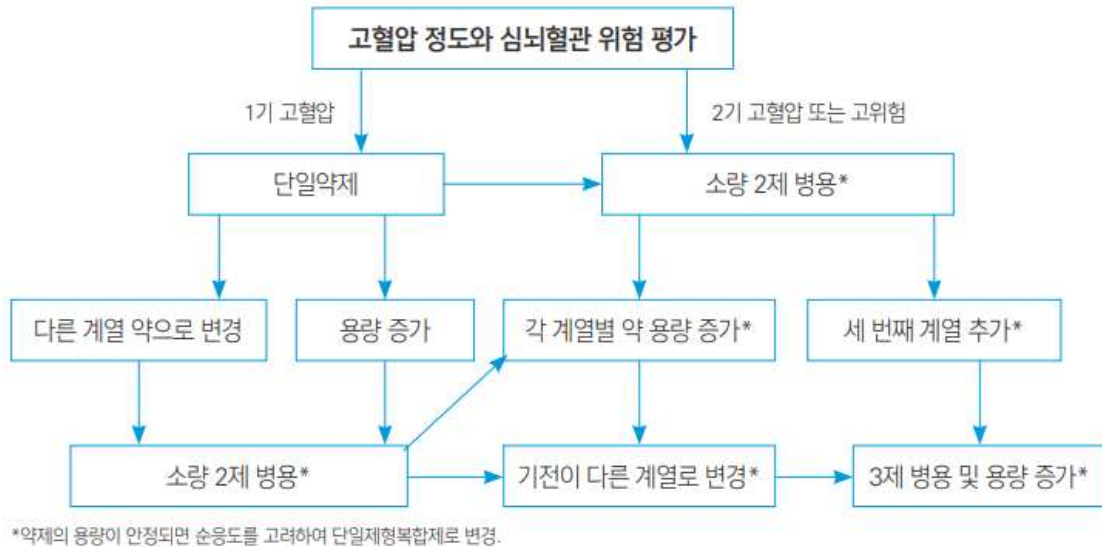 고혈압 정도와 심뇌혈관 위험 평가
1기 고혈압
2기 고혈압 또는 고위험
단일약제
소량 2제 병용*
다른 계열 약으로 변경
용량 증가
각 계열별 약 용량 증가*
세 번째 계열 추가*
소량 2제 병용*
기전이 다른 계열로 변경*
3제 병용 및 용량 증가*
*약제의 용량이 안정되면 순응도를 고려하여 단일제형복합제로 변경.